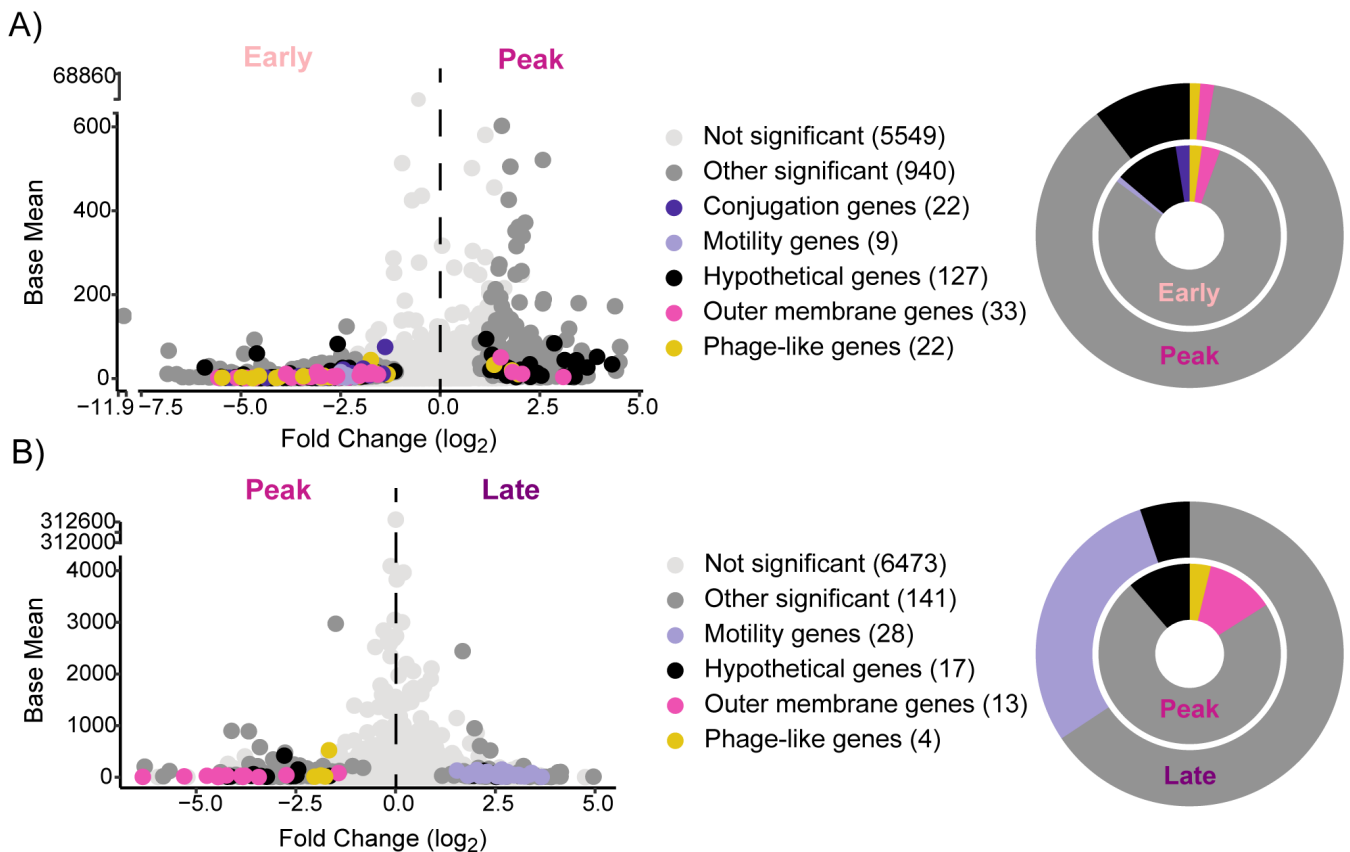 A)
Early Peak
68860
600
400
200
0
Base Mean
−11.9 −7.5 −5.0 −2.5 0.0 2.5 5.0
Fold Change (log2)
Not significant (5549)
Other significant (940)
Conjugation genes (22)
Motility genes (9)
Hypothetical genes (127)
Outer membrane genes (33)
Phage-like genes (22)
Early
Peak
B)
Peak Late
312600
312000
4000
3000
2000
1000
0
Base Mean
−5.0 −2.5 0.0 2.5 5.0
Fold Change (log2)
Not significant (6473)
Other significant (141)
Motility genes (28)
Hypothetical genes (17)
Outer membrane genes (13)
Phage-like genes (4)
Peak
Late